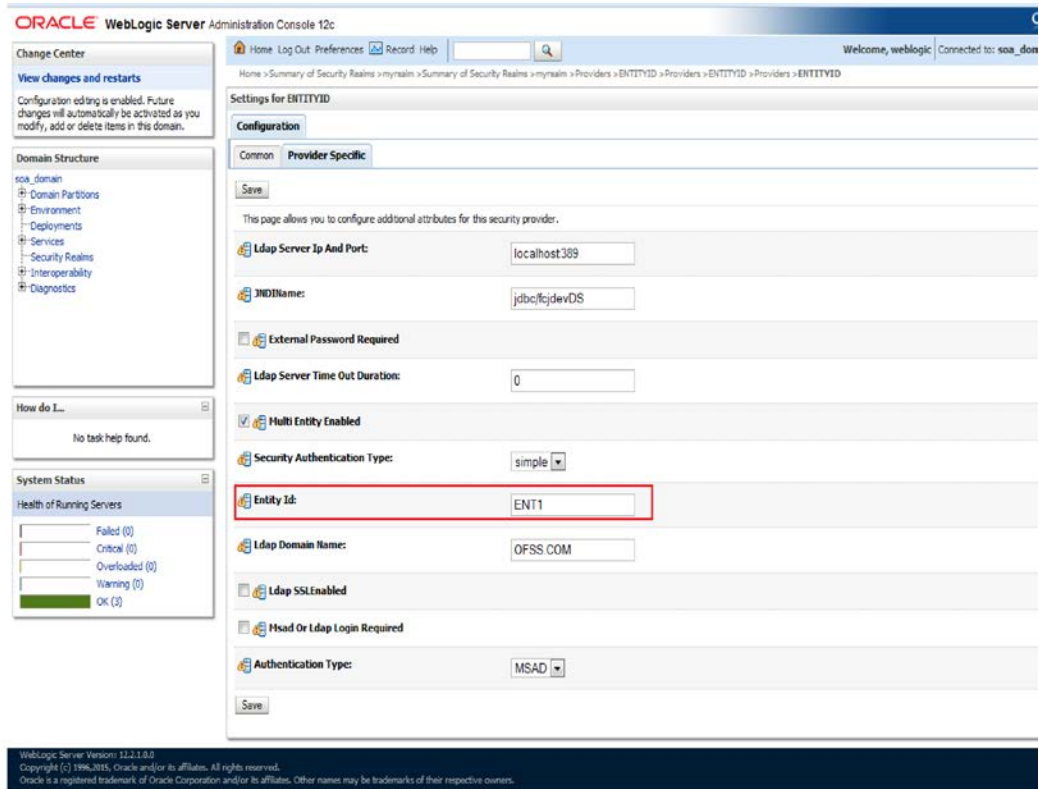 ORACLE WebLogic Server Administration Console 12c
Change Center
View changes and restarts
Configuration editing is enabled. Future
changes will automatically be activated as you
modify, add or delete items in this domain.
Domain Structure
soa_domain
Domain Partitions
Environment
Deployments
Services
Security Realms
Interoperability
Diagnostics
How do I...
No task help found.
System Status
Health of Running Servers
Failed (0)
Critical (0)
Overloaded (0)
Warning (0)
OK (3)
Home Log Out Preferences Record Help
Welcome, weblogic Connected to: soa_dom
Home >Summary of Security Realms >myrealm >Summary of Security Realms >myrealm >Providers >ENTITYID >Providers >ENTITYID >Providers >ENTITYID
Settings for ENTITYID
Configuration
Common Provider Specific
Save
This page allows you to configure additional attributes for this security provider.
Ldap Server Ip And Port: localhost:389
JNDIName: jdbc/fcjdevDS
External Password Required
Ldap Server Time Out Duration: 0
Multi Entity Enabled
Security Authentication Type: simple
Entity Id: ENT1
Ldap Domain Name: OFSS.COM
Ldap SSLEnabled
Msad Or Ldap Login Required
Authentication Type: MSAD
Save
WebLogic Server Version: 12.2.1.0.0
Copyright (c) 1996,2015, Oracle and/or its affiliates. All rights reserved.
Oracle is a registered trademark of Oracle Corporation and/or its affiliates. Other names may be trademarks of their respective owners.